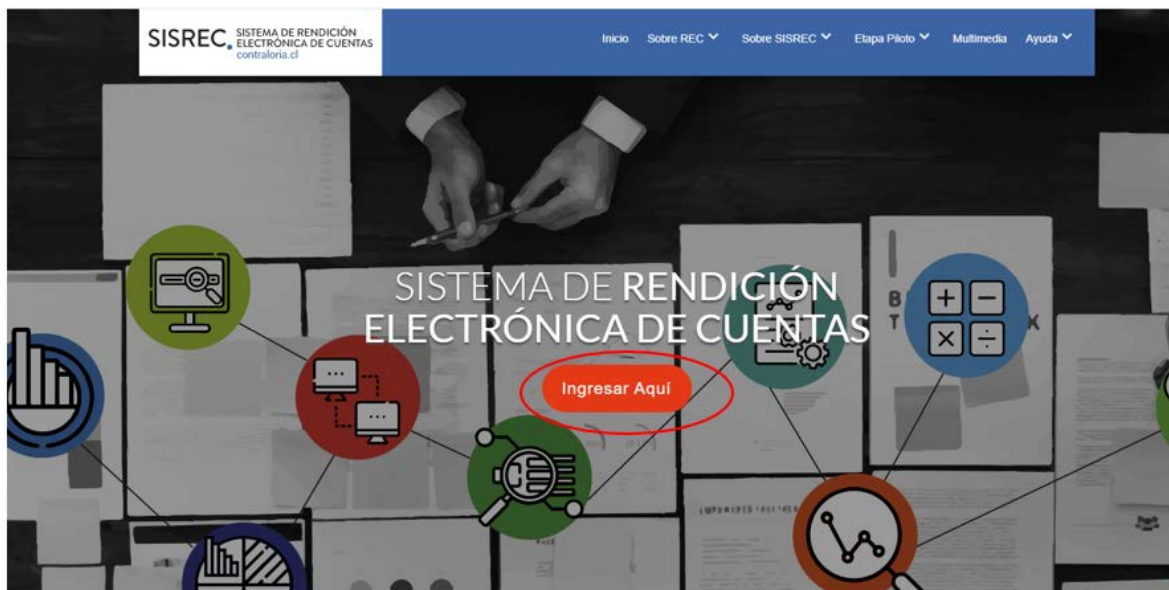 SISREC. SISTEMA DE RENDICIÓN
ELECTRÓNICA DE CUENTAS
contraloria.cl
Inicio Sobre REC Sobre SISREC Etapa Piloto Multimedia Ayuda
SISTEMA DE RENDICIÓN
ELECTRÓNICA DE CUENTAS
Ingresar Aquí